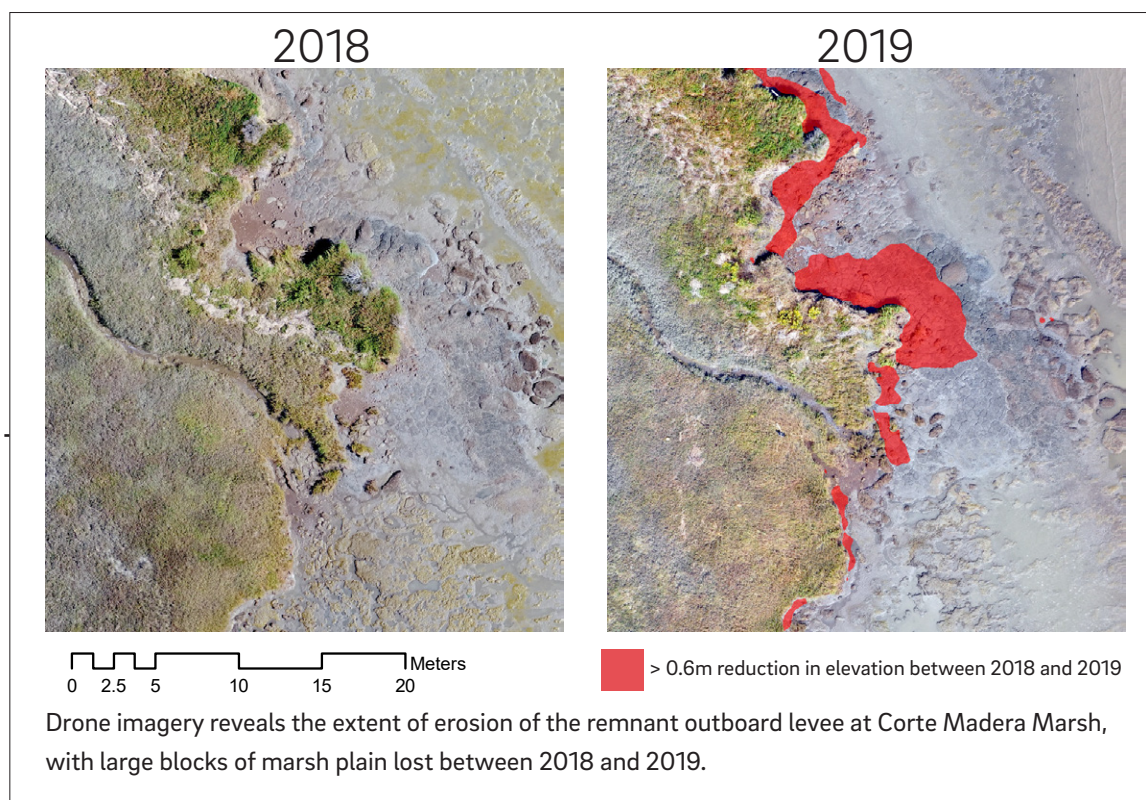 2018
2019
Meters
0 2.5 5 10 15 20
> 0.6m reduction in elevation between 2018 and 2019
Drone imagery reveals the extent of erosion of the remnant outboard levee at Corte Madera Marsh,
with large blocks of marsh plain lost between 2018 and 2019.